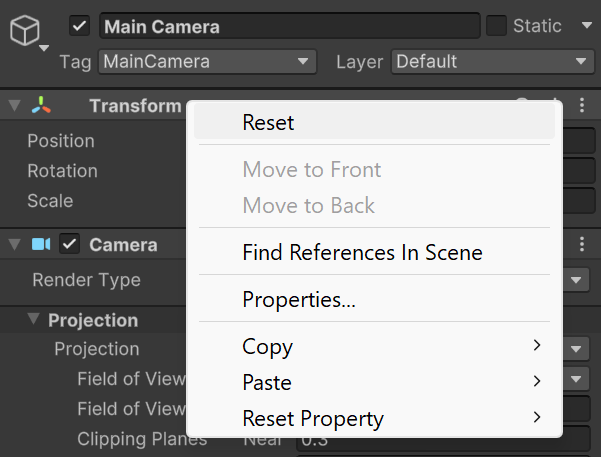 Main Camera
Static
Tag MainCamera Layer Default
Transform
Reset
Position
Move to Front
Rotation
Move to Back
Scale
Camera
Find References In Scene
Render Type
Properties...
Projection
Projection
Copy
Field of View
Paste
Field of View
Reset Property
Clipping Planes Near 0.3